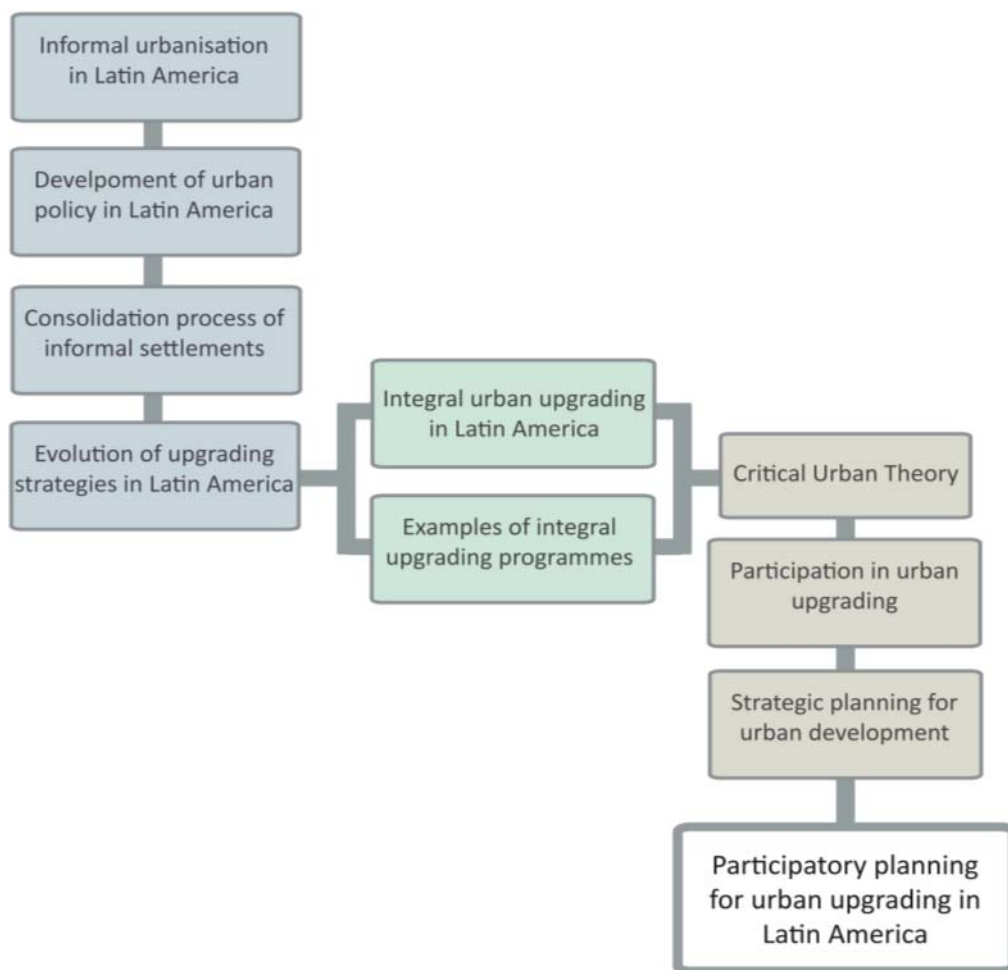 Informal urbanisation
in Latin America
Develpoment of urban
policy in Latin America
Consolidation process of
informal settlements
Evolution of upgrading
strategies in Latin America
Integral urban upgrading
in Latin America
Examples of integral
upgrading programmes
Critical Urban Theory
Participation in urban
upgrading
Strategic planning for
urban development
Participatory planning
for urban upgrading in
Latin America